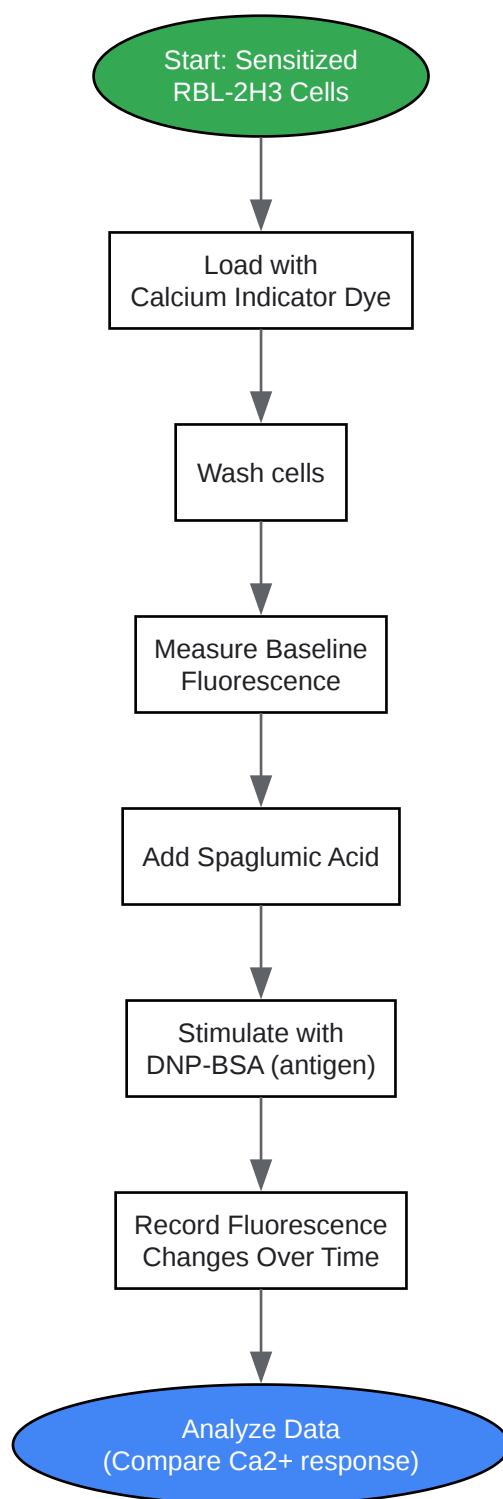 Start: Sensitized
RBL-2H3 Cells
Load with
Calcium Indicator Dye
Wash cells
Measure Baseline
Fluorescence
Add Spaglumic Acid
Stimulate with
DNP-BSA (antigen)
Record Fluorescence
Changes Over Time
Analyze Data
(Compare Ca2+ response)